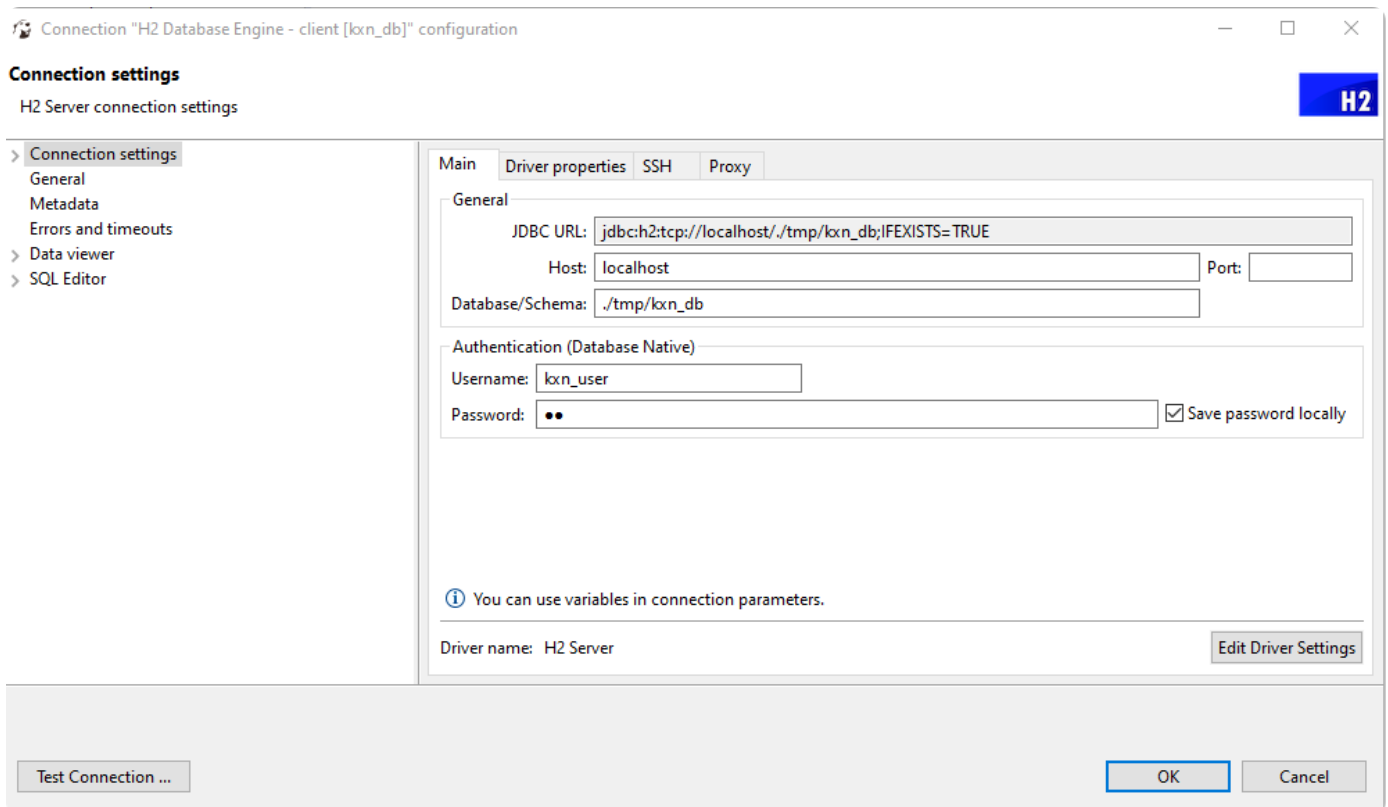 Connection "H2 Database Engine - client [kxn_db]" configuration
Connection settings
H2 Server connection settings
H2
Connection settings
General
Metadata
Errors and timeouts
Data viewer
SQL Editor
Main Driver properties SSH Proxy
General
JDBC URL: jdbc:h2:tcp://localhost/./tmp/kxn_db;IFEXISTS=TRUE
Host: localhost Port:
Database/Schema: ./tmp/kxn_db
Authentication (Database Native)
Username: kxn_user
Password: ●● Save password locally
You can use variables in connection parameters.
Driver name: H2 Server Edit Driver Settings
Test Connection ... OK Cancel